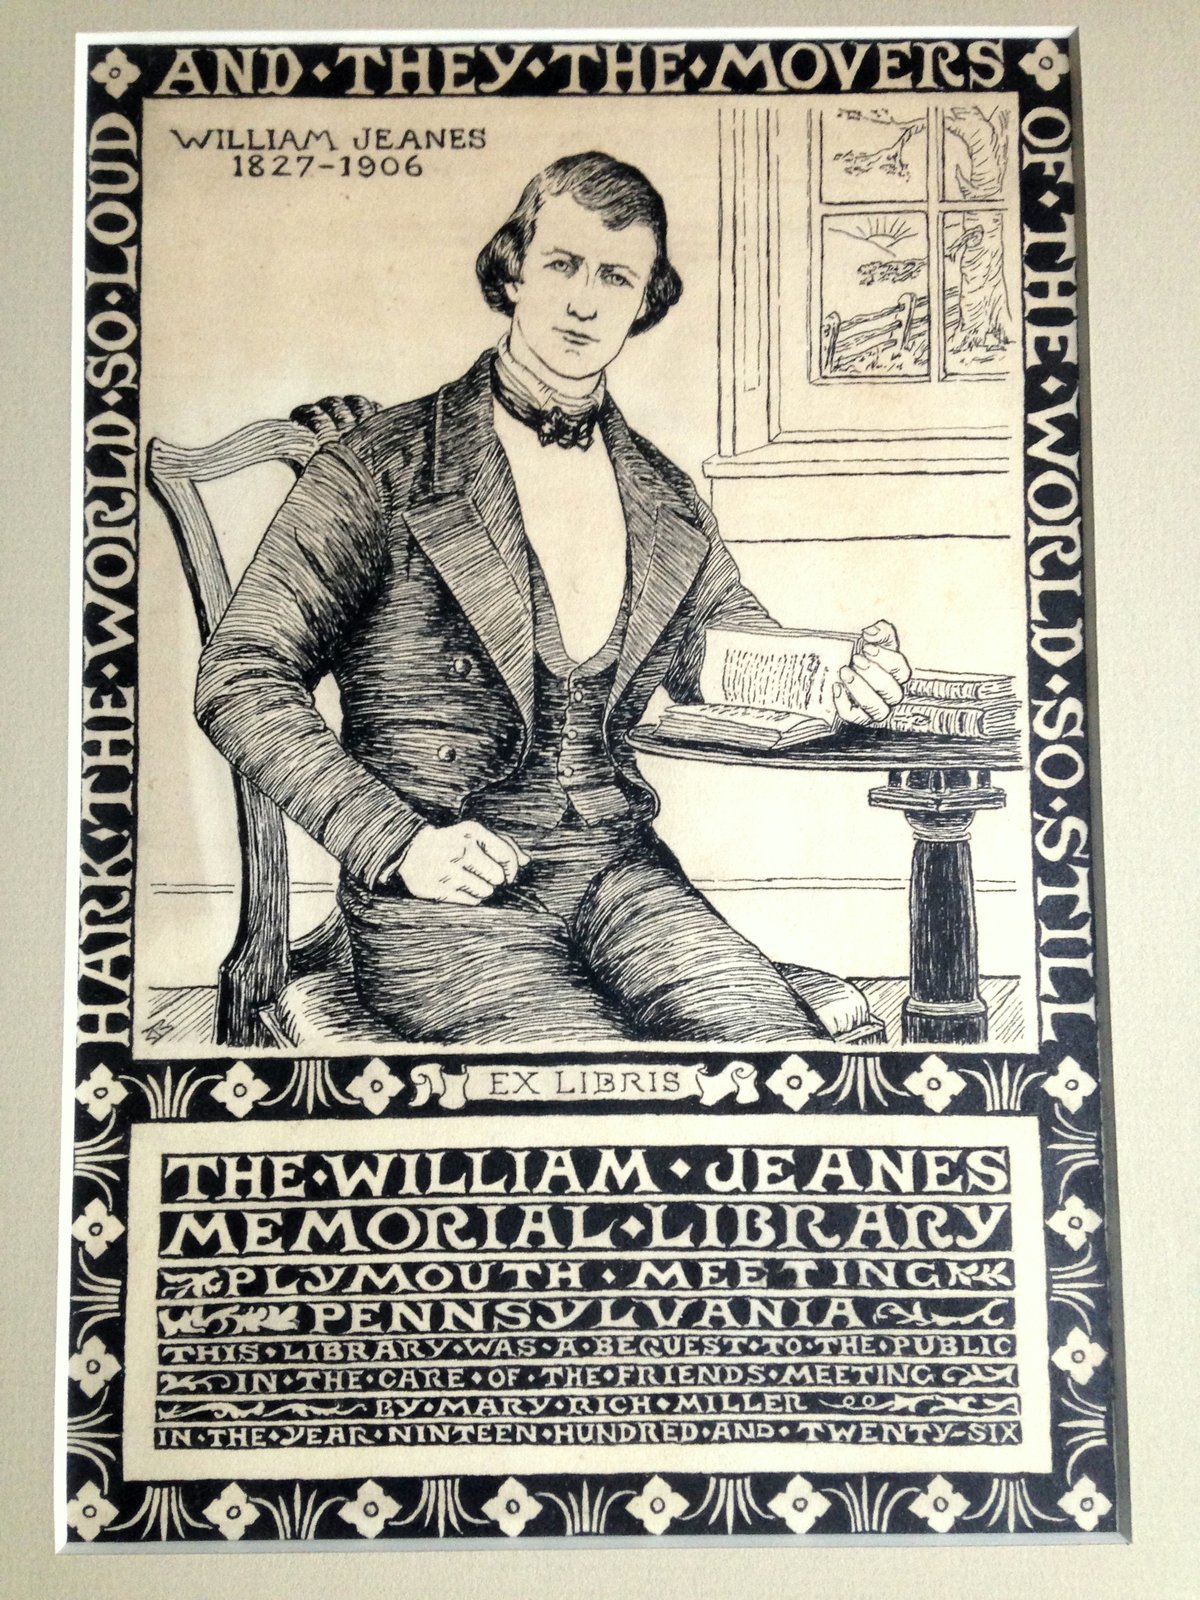 HARK·THE·WORLD·SO·LOUD
AND·THEY·THE·MOVERS
OF·THE·WORLD·SO·STILL
WILLIAM JEANES
1827-1906
EX LIBRIS
THE·WILLIAM·JEANES
MEMORIAL·LIBRARY
PLYMOUTH·MEETING
PENNSYLVANIA
THIS·LIBRARY·WAS·A·BEQUEST·TO·THE·PUBLIC
IN·THE·CARE·OF·THE·FRIENDS·MEETING
BY·MARY·RICH·MILLER
IN·THE·YEAR·NINTEEN·HUNDRED·AND·TWENTY-SIX